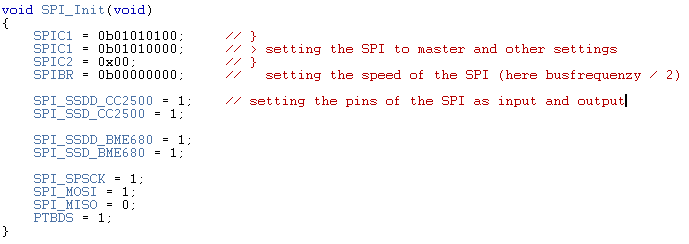 void SPI_Init(void)
{
    SPIC1 = 0b01010100;     // }
    SPIC1 = 0b01010000;     // > setting the SPI to master and other settings
    SPIC2 = 0x00;           // }
    SPIBR = 0b00000000;     //   setting the speed of the SPI (here busfrequenzy / 2)
    SPI_SSDD_CC2500 = 1;    // setting the pins of the SPI as input and output
    SPI_SSD_CC2500 = 1;
    SPI_SSDD_BME680 = 1;
    SPI_SSD_BME680 = 1;
    SPI_SPSCK = 1;
    SPI_MOSI = 1;
    SPI_MISO = 0;
    PTBDS = 1;
}